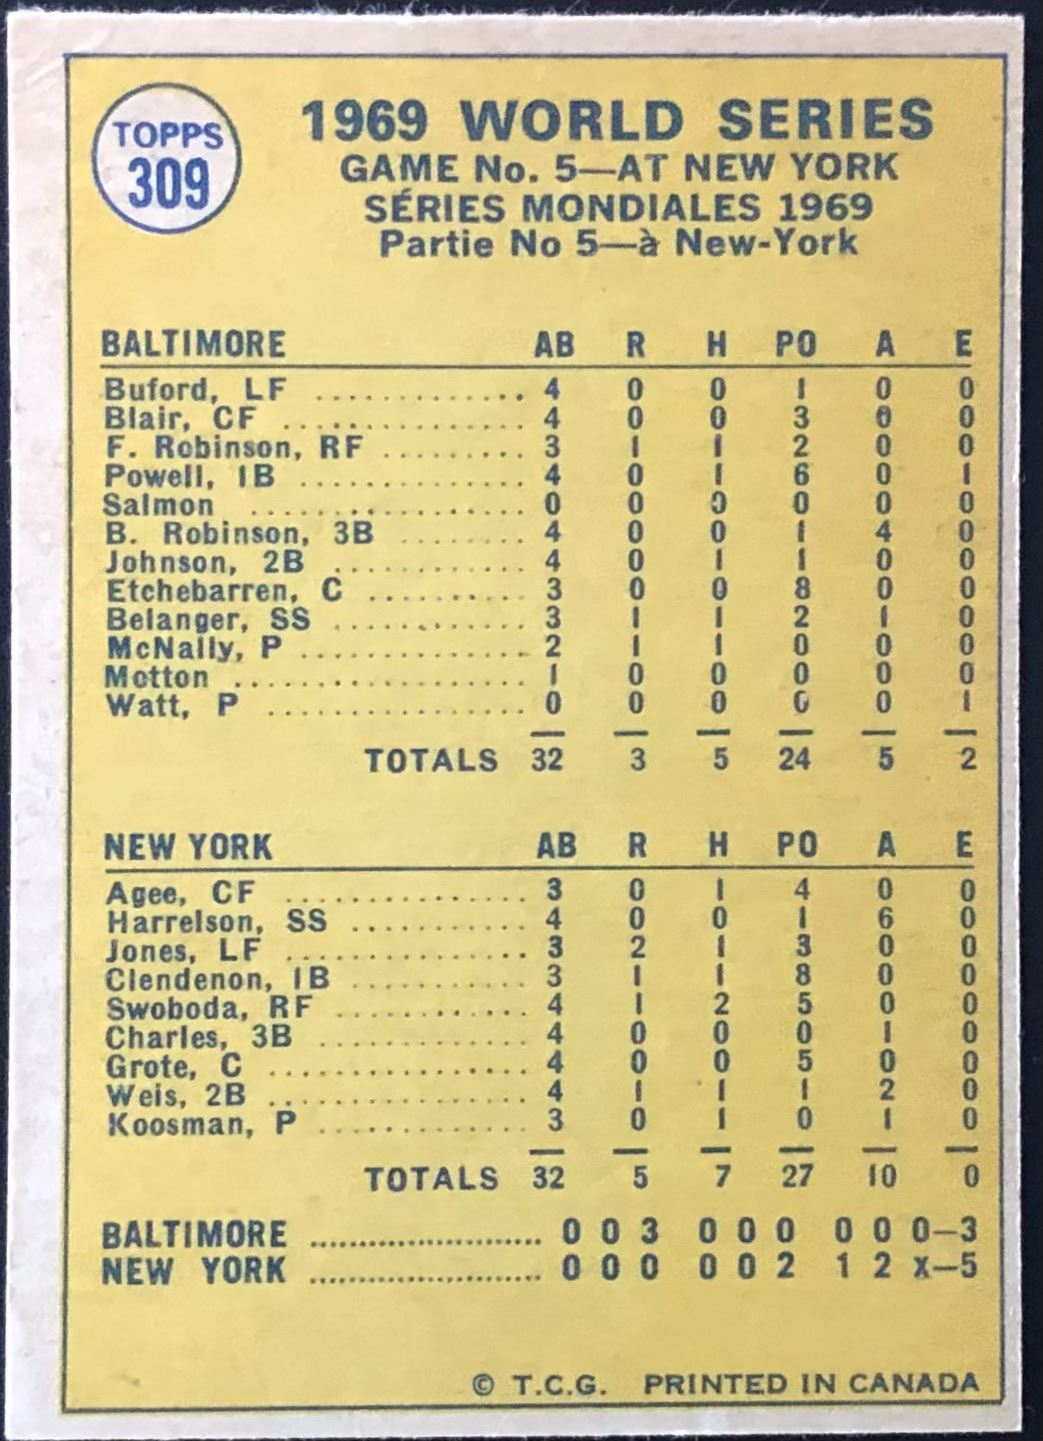 TOPPS
309
1969 WORLD SERIES
GAME No. 5—AT NEW YORK
SÉRIES MONDIALES 1969
Partie No 5—à New-York
BALTIMORE AB R H PO A E
Buford, LF ............. 4 0 0 1 0 0
Blair, CF ............... 4 0 0 3 0 0
F. Robinson, RF ......... 3 1 1 2 0 0
Powell, 1B .............. 4 0 1 6 0 1
Salmon ................. 0 0 0 0 0 0
B. Robinson, 3B ........ 4 0 0 1 4 0
Johnson, 2B ............ 4 0 1 1 0 0
Etchebarren, C .......... 3 0 0 8 0 0
Belanger, SS ............ 3 1 1 2 1 0
McNally, P .............. 2 1 1 0 0 0
Motton .................. 1 0 0 0 0 0
Watt, P ................ 0 0 0 0 0 1
TOTALS 32 3 5 24 5 2
NEW YORK AB R H PO A E
Agee, CF ............... 3 0 1 4 0 0
Harrelson, SS ........... 4 0 0 1 6 0
Jones, LF ............... 3 2 1 3 0 0
Clendenon, 1B ........... 3 1 1 8 0 0
Swoboda, RF ............ 4 1 2 5 0 0
Charles, 3B ............. 4 0 0 0 1 0
Grote, C ................ 4 0 0 5 0 0
Weis, 2B ................ 4 1 1 1 2 0
Koosman, P ............. 3 0 1 0 1 0
TOTALS 32 5 7 27 10 0
BALTIMORE ........................ 0 0 3 0 0 0 0 0 0—3
NEW YORK ........................ 0 0 0 0 0 2 1 2 x—5
© T.C.G. PRINTED IN CANADA